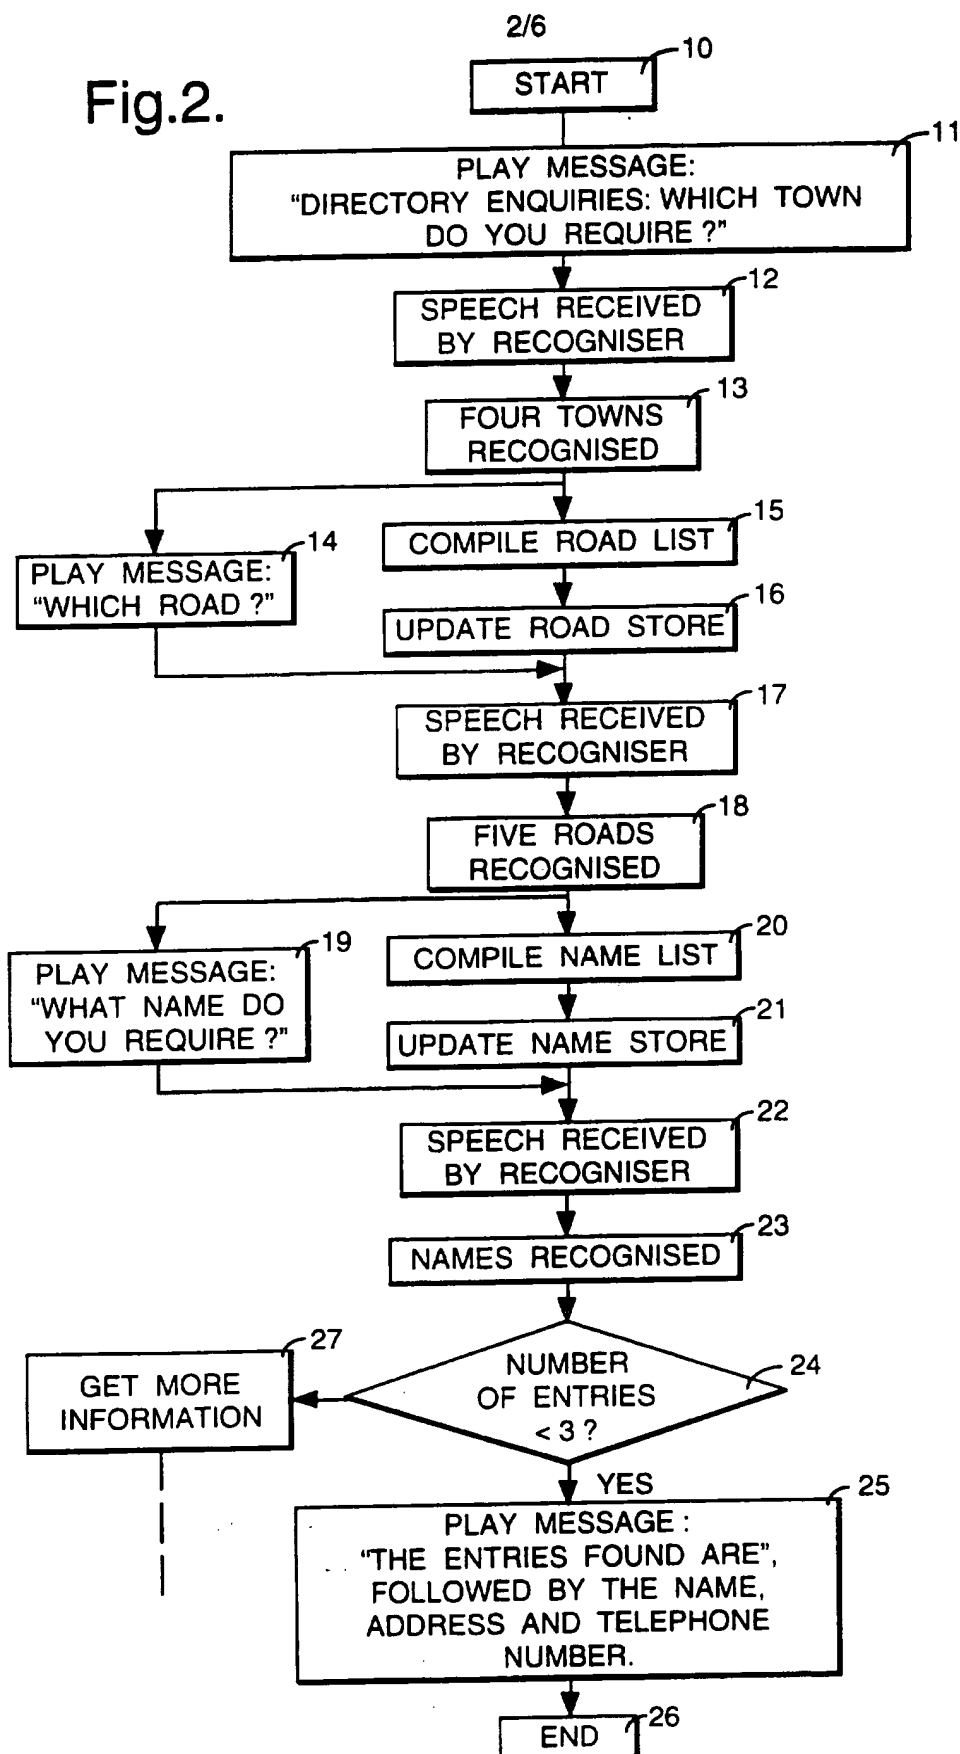 2/6
Fig.2.
10
START
11
PLAY MESSAGE:
"DIRECTORY ENQUIRIES: WHICH TOWN
DO YOU REQUIRE?"
12
SPEECH RECEIVED
BY RECOGNISER
13
FOUR TOWNS
RECOGNISED
14
PLAY MESSAGE:
"WHICH ROAD?"
15
COMPILE ROAD LIST
16
UPDATE ROAD STORE
17
SPEECH RECEIVED
BY RECOGNISER
18
FIVE ROADS
RECOGNISED
19
PLAY MESSAGE:
"WHAT NAME DO
YOU REQUIRE?"
20
COMPILE NAME LIST
21
UPDATE NAME STORE
22
SPEECH RECEIVED
BY RECOGNISER
23
NAMES RECOGNISED
24
NUMBER
OF ENTRIES
< 3 ?
27
GET MORE
INFORMATION
YES
25
PLAY MESSAGE :
"THE ENTRIES FOUND ARE",
FOLLOWED BY THE NAME,
ADDRESS AND TELEPHONE
NUMBER.
END
26